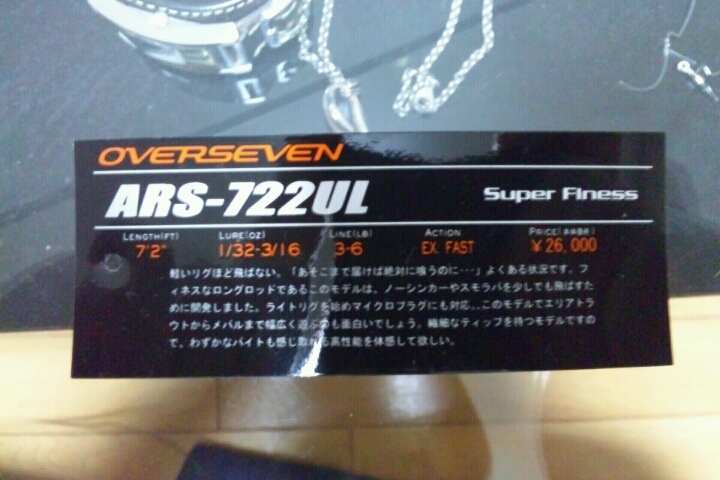 OVERSEVEN
ARS-722UL Super Finess
LENGTH(FT) LURE(OZ) LINE(LB) ACTION PRICE(本体価格)
7'2" 1/32-3/16 3-6 EX FAST ￥26,000
軽いリグほど飛ばない。「あそこまで届けば絶対に喰うのに・・・」よくある状況です。フ
ィネスなロングロッドであるこのモデルは、ノーシンカーやスモラバを少しでも飛ばすた
めに開発しました。ライトリグを始めマイクロプラグにも対応。このモデルでエリアトラ
ウトからメバルまで幅広く遊ぶのも面白いでしょう。繊細なティップを持つモデルですの
で、わずかなバイトも感じ取れる高性能を体感して欲しい。